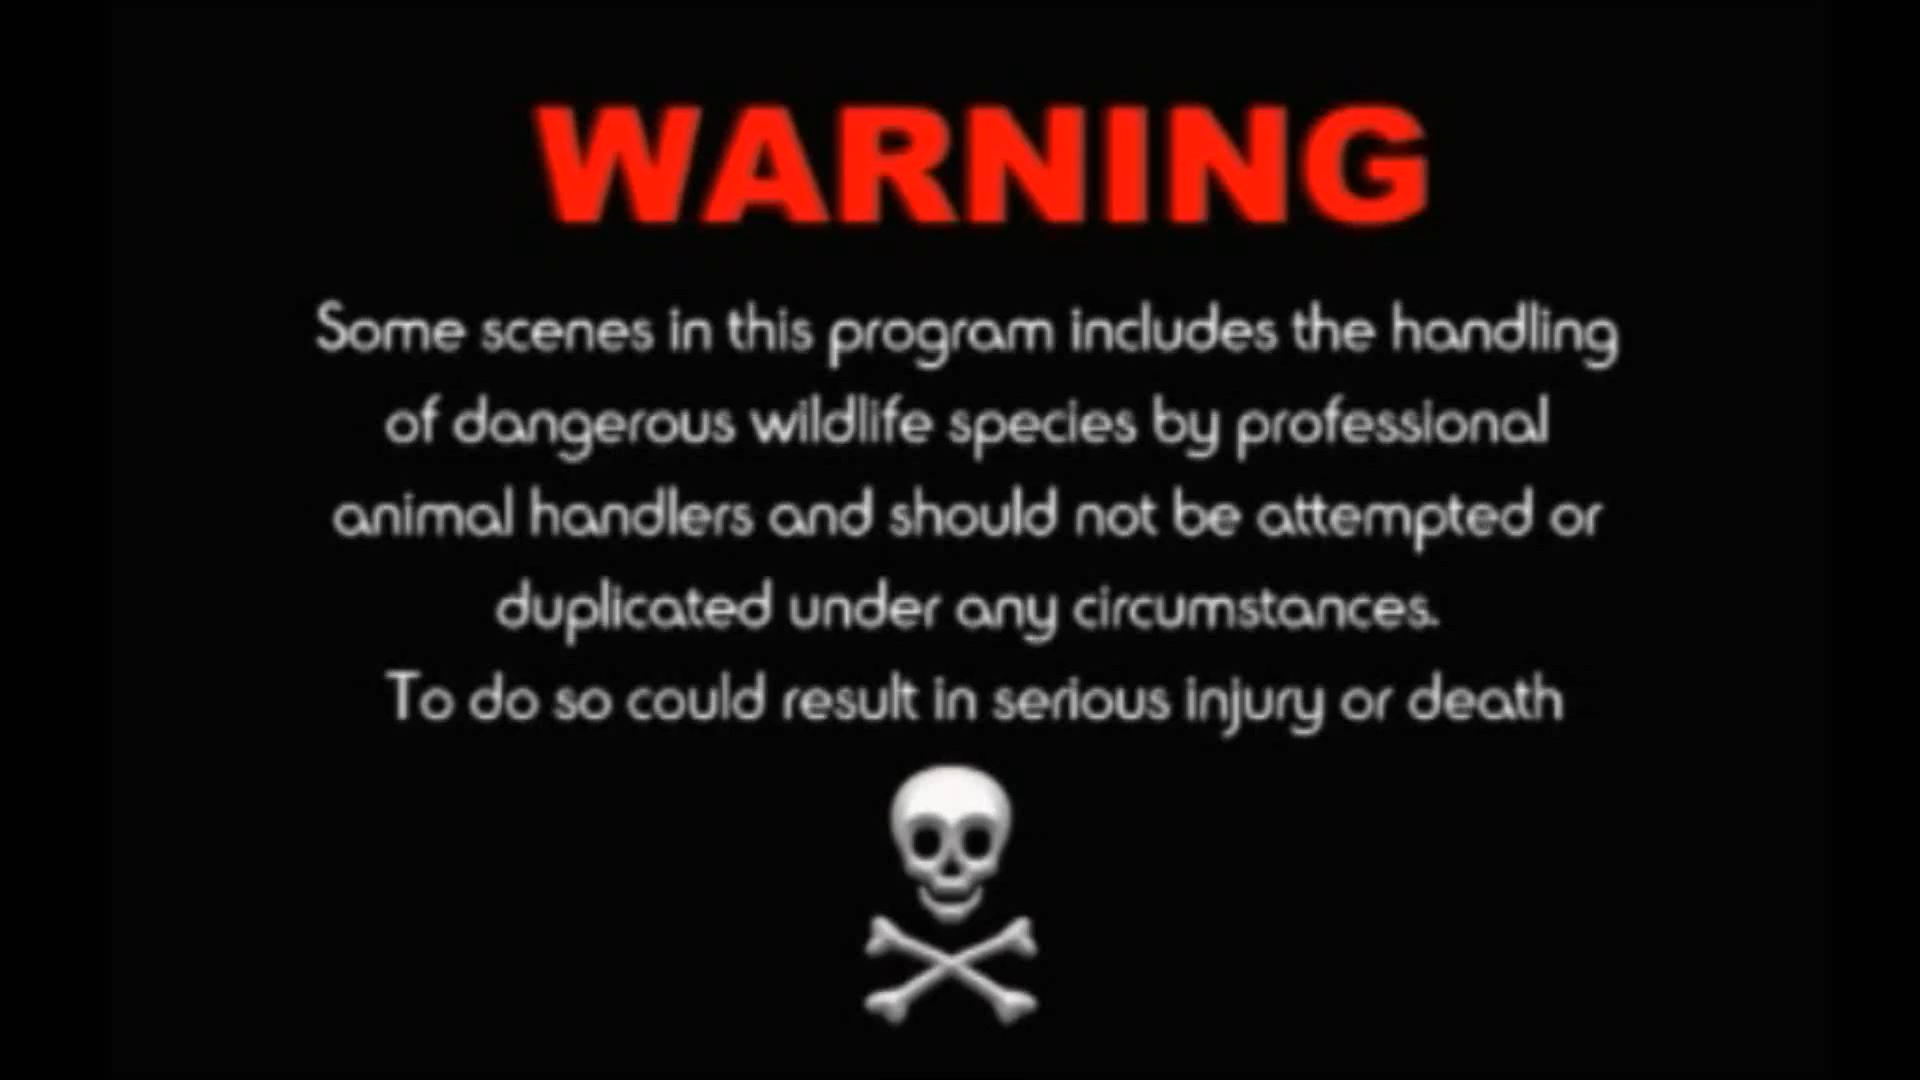 WARNING
Some scenes in this program includes the handling
of dangerous wildlife species by professional
animal handlers and should not be attempted or
duplicated under any circumstances.
To do so could result in serious injury or death